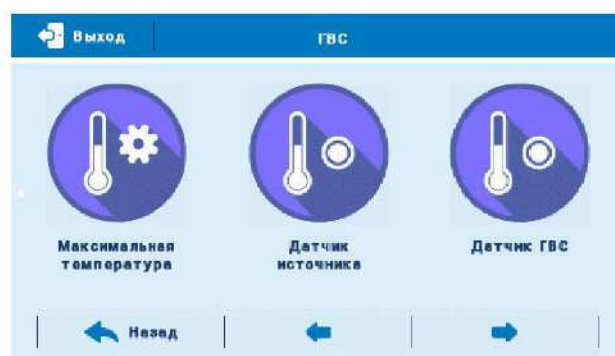 Выход
ГВС
Максимальная
температура
Датчик
источника
Датчик ГВС
Назад